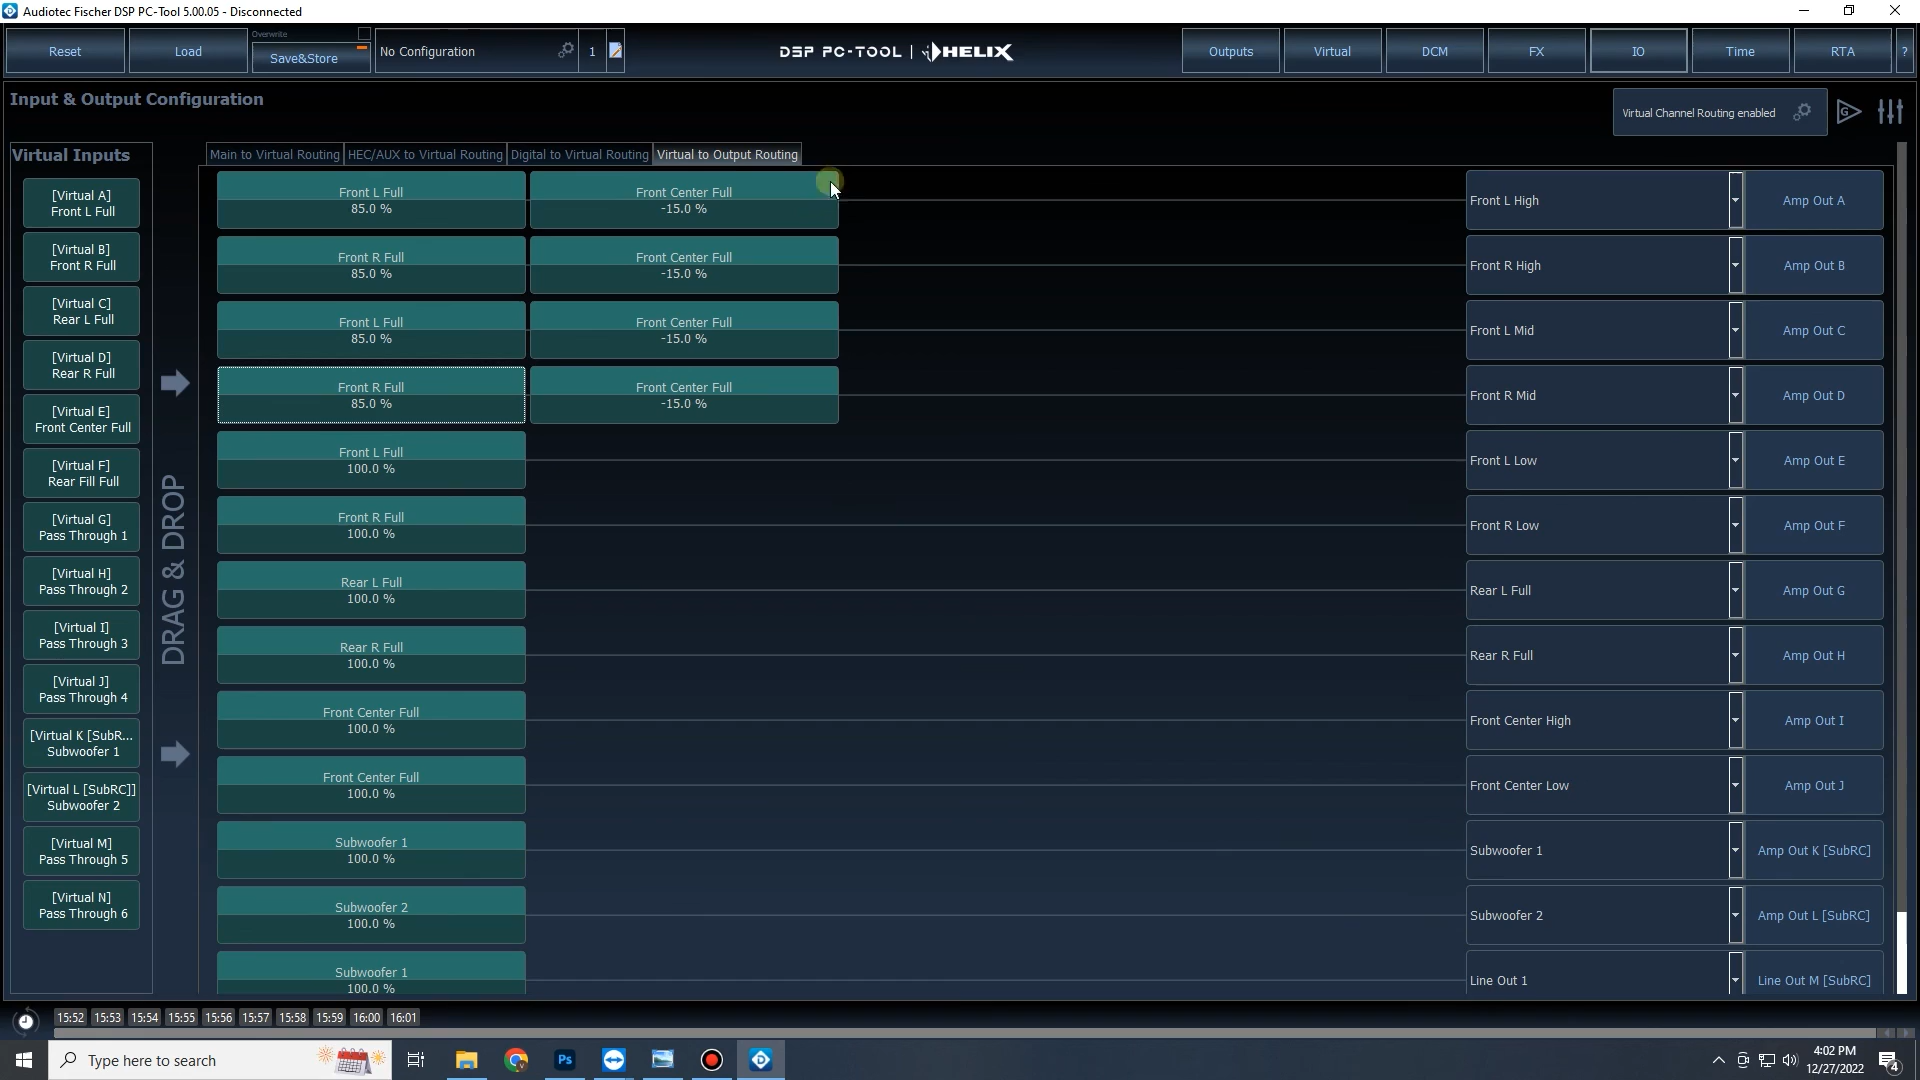 Audiotec Fischer DSP PC-Tool 5.00.05 - Disconnected
Reset
Load
Overwrite
Save&Store
No Configuration
1
DSP PC-TOOL | HELIX
Outputs
Virtual
DCM
FX
IO
Time
RTA
?
Input & Output Configuration
Virtual Channel Routing enabled
G
Virtual Inputs
[Virtual A]
Front L Full
[Virtual B]
Front R Full
[Virtual C]
Rear L Full
[Virtual D]
Rear R Full
[Virtual E]
Front Center Full
[Virtual F]
Rear Fill Full
[Virtual G]
Pass Through 1
[Virtual H]
Pass Through 2
[Virtual I]
Pass Through 3
[Virtual J]
Pass Through 4
[Virtual K [SubR...
Subwoofer 1
[Virtual L [SubRC]]
Subwoofer 2
[Virtual M]
Pass Through 5
[Virtual N]
Pass Through 6
DRAG & DROP
Main to Virtual Routing
HEC/AUX to Virtual Routing
Digital to Virtual Routing
Virtual to Output Routing
Front L Full
85.0 %
Front Center Full
-15.0 %
Front L High
Amp Out A
Front R Full
85.0 %
Front Center Full
-15.0 %
Front R High
Amp Out B
Front L Full
85.0 %
Front Center Full
-15.0 %
Front L Mid
Amp Out C
Front R Full
85.0 %
Front Center Full
-15.0 %
Front R Mid
Amp Out D
Front L Full
100.0 %
Front L Low
Amp Out E
Front R Full
100.0 %
Front R Low
Amp Out F
Rear L Full
100.0 %
Rear L Full
Amp Out G
Rear R Full
100.0 %
Rear R Full
Amp Out H
Front Center Full
100.0 %
Front Center High
Amp Out I
Front Center Full
100.0 %
Front Center Low
Amp Out J
Subwoofer 1
100.0 %
Subwoofer 1
Amp Out K [SubRC]
Subwoofer 2
100.0 %
Subwoofer 2
Amp Out L [SubRC]
Subwoofer 1
100.0 %
Line Out 1
Line Out M [SubRC]
15:52
15:53
15:54
15:55
15:56
15:57
15:58
15:59
16:00
16:01
Type here to search
Ps
4:02 PM
12/27/2022
4